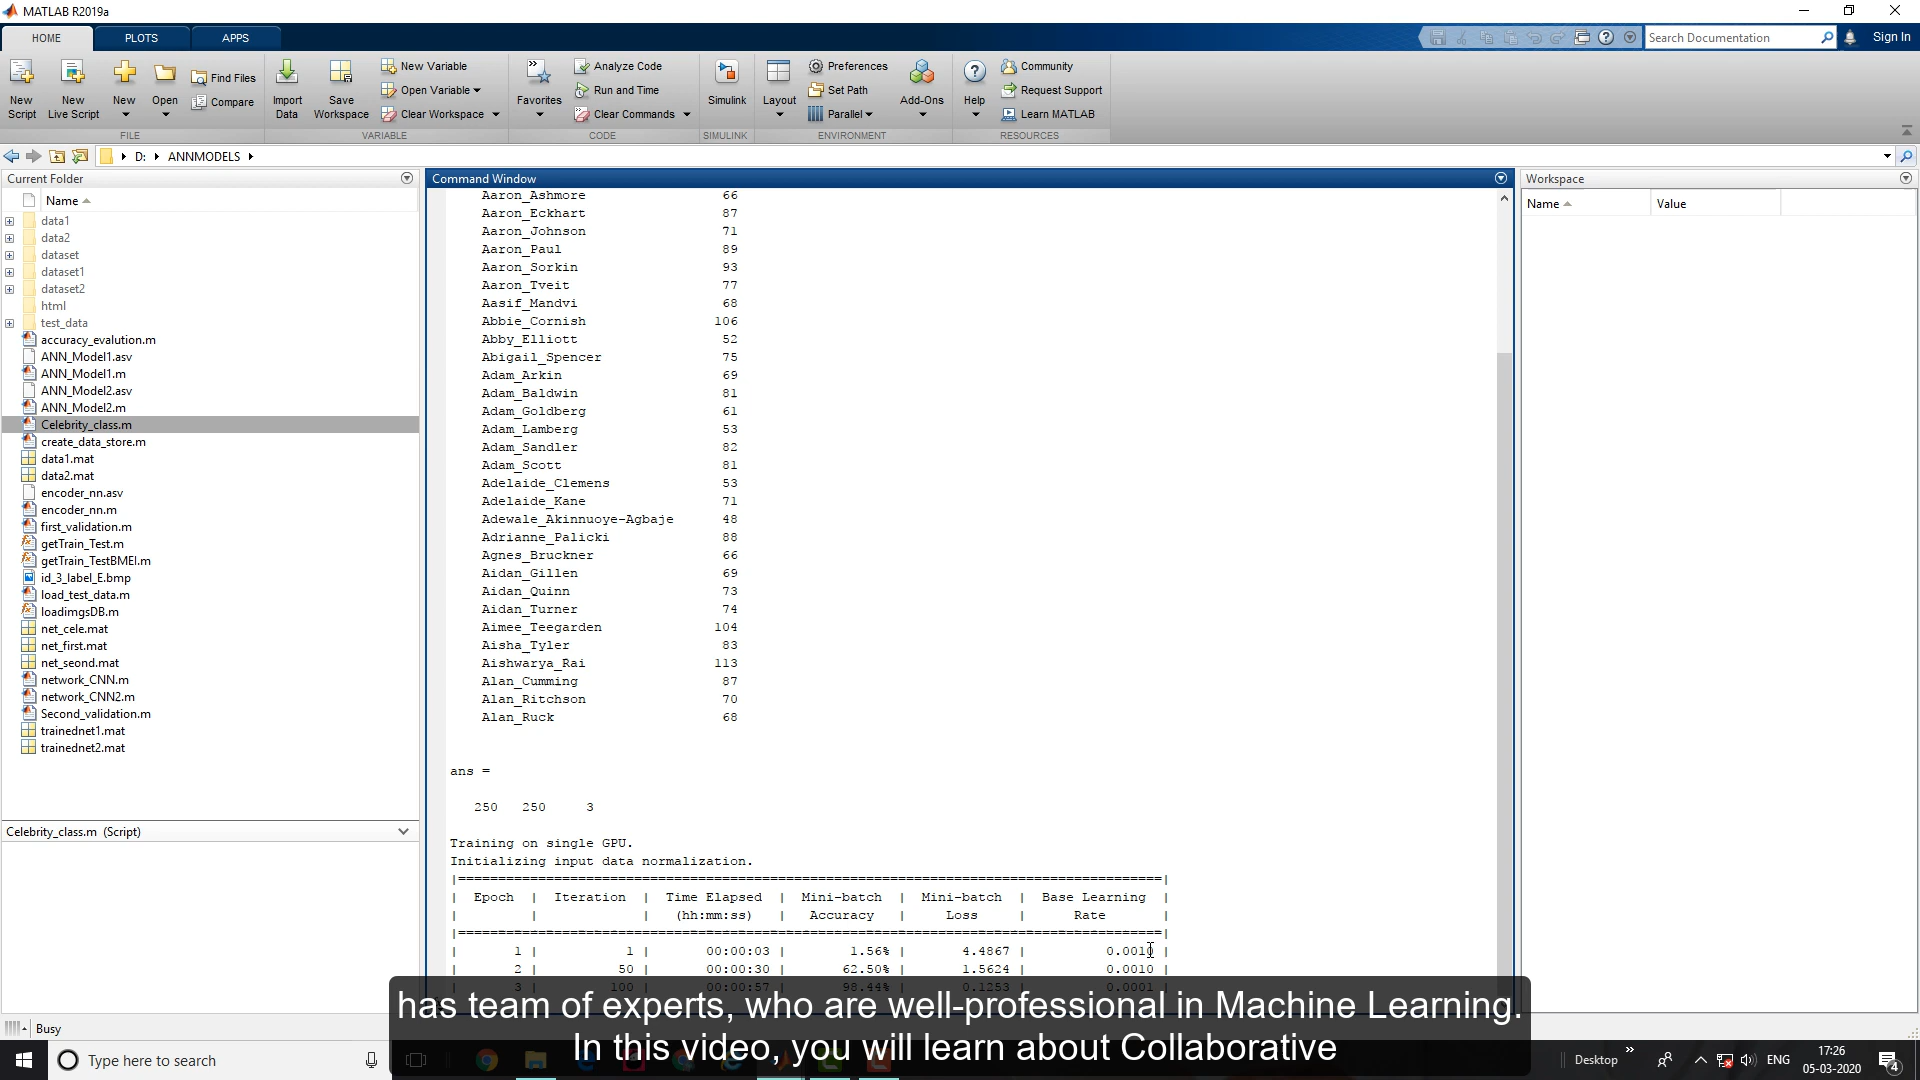 MATLAB R2019a
HOME PLOTS APPS
Search Documentation
Sign In
New Script
New Live Script
New
Open
Find Files
Compare
Import Data
Save Workspace
New Variable
Open Variable
Clear Workspace
Favorites
Analyze Code
Run and Time
Clear Commands
Simulink
Layout
Preferences
Set Path
Parallel
Add-Ons
Help
Community
Request Support
Learn MATLAB
FILE VARIABLE CODE SIMULINK ENVIRONMENT RESOURCES
D: ANNMODELS
Current Folder
Name
data1
data2
dataset
dataset1
dataset2
html
test_data
accuracy_evalution.m
ANN_Model1.asv
ANN_Model1.m
ANN_Model2.asv
ANN_Model2.m
Celebrity_class.m
create_data_store.m
data1.mat
data2.mat
encoder_nn.asv
encoder_nn.m
first_validation.m
getTrain_Test.m
getTrain_TestBMEI.m
id_3_label_E.bmp
load_test_data.m
loadimgsDB.m
net_cele.mat
net_first.mat
net_seond.mat
network_CNN.m
network_CNN2.m
Second_validation.m
trainednet1.mat
trainednet2.mat
Celebrity_class.m (Script)
Command Window
Aaron_Ashmore 66
Aaron_Eckhart 87
Aaron_Johnson 71
Aaron_Paul 89
Aaron_Sorkin 93
Aaron_Tveit 77
Aasif_Mandvi 68
Abbie_Cornish 106
Abby_Elliott 52
Abigail_Spencer 75
Adam_Arkin 69
Adam_Baldwin 81
Adam_Goldberg 61
Adam_Lamberg 53
Adam_Sandler 82
Adam_Scott 81
Adelaide_Clemens 53
Adelaide_Kane 71
Adewale_Akinnuoye-Agbaje 48
Adrianne_Palicki 88
Agnes_Bruckner 66
Aidan_Gillen 69
Aidan_Quinn 73
Aidan_Turner 74
Aimee_Teegarden 104
Aisha_Tyler 83
Aishwarya_Rai 113
Alan_Cumming 87
Alan_Ritchson 70
Alan_Ruck 68
ans =
250 250 3
Training on single GPU.
Initializing input data normalization.
|======================================================================|
| Epoch | Iteration | Time Elapsed | Mini-batch | Mini-batch | Base Learning |
| | | (hh:mm:ss) | Accuracy | Loss | Rate |
|======================================================================|
| 1 | 1 | 00:00:03 | 1.56% | 4.4867 | 0.0010 |
| 2 | 50 | 00:00:30 | 62.50% | 1.5624 | 0.0010 |
| 3 | 100 | 00:00:57 | 98.44% | 0.1253 | 0.0001 |
Workspace
Name Value
has team of experts, who are well-professional in Machine Learning.
In this video, you will learn about Collaborative
Busy
Type here to search
Desktop
ENG
17:26
05-03-2020
4